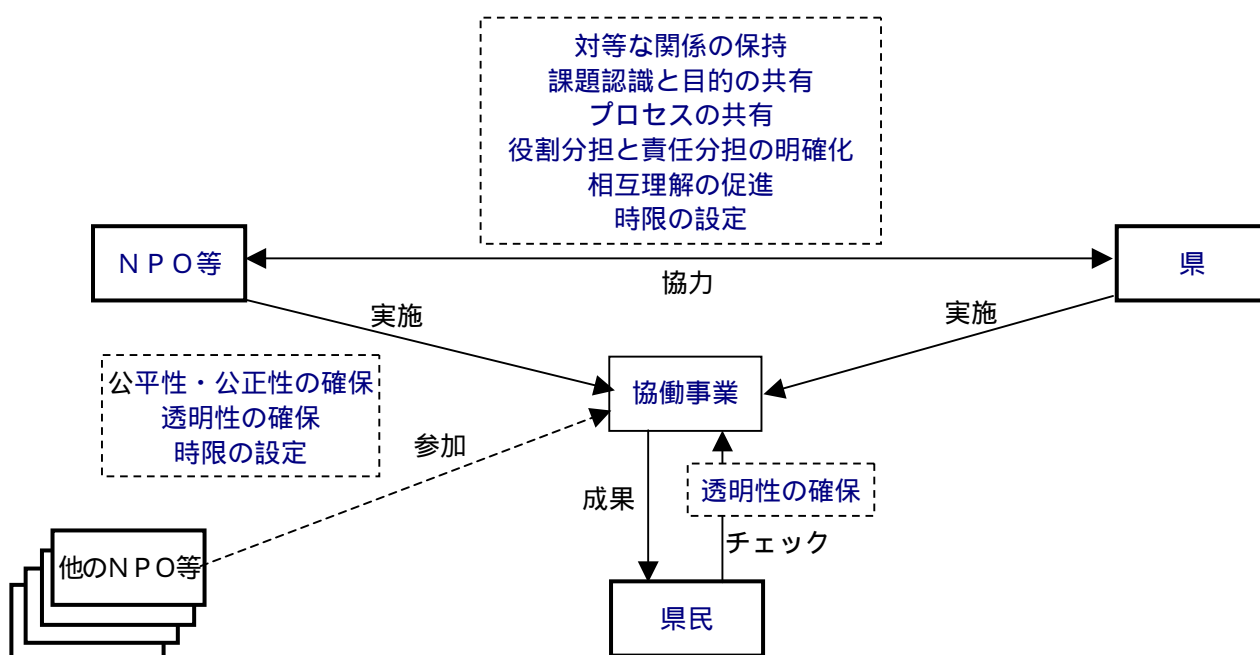 対等な関係の保持
課題認識と目的の共有
プロセスの共有
役割分担と責任分担の明確化
相互理解の促進
時限の設定
ＮＰＯ等
県
協力
実施
実施
公平性・公正性の確保
透明性の確保
時限の設定
協働事業
参加
成果
透明性の確保
チェック
他のＮＰＯ等
県民